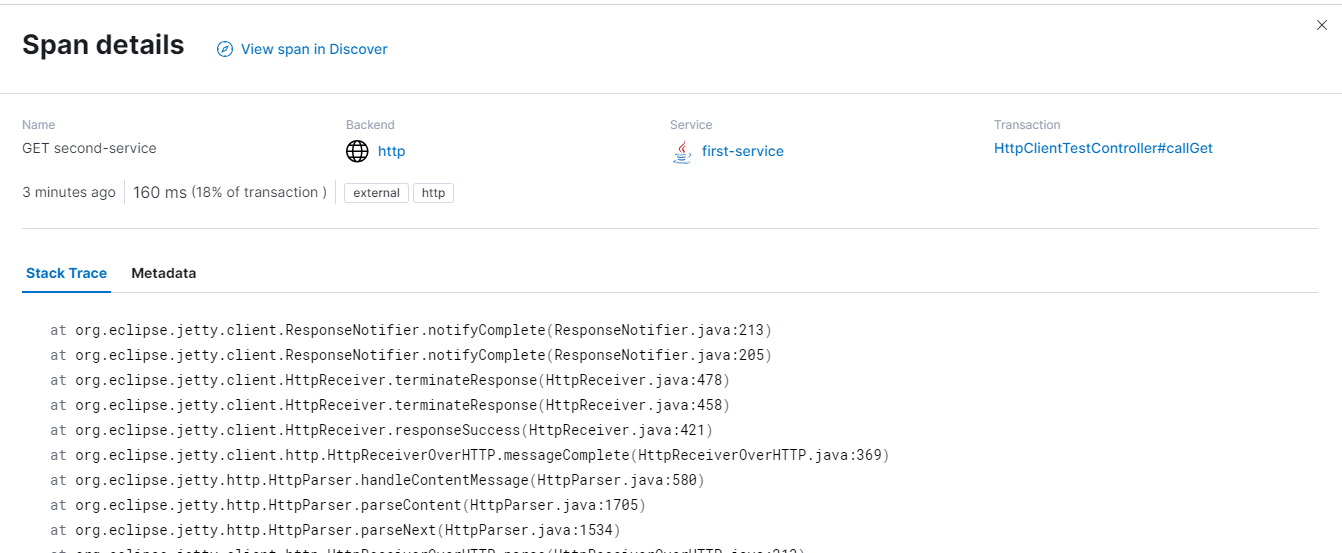 Span details
View span in Discover
Name
Backend
Service
Transaction
GET second-service
http
first-service
HttpClientTestController#callGet
3 minutes ago
160 ms (18% of transaction )
external
http
Stack Trace
Metadata
at org.eclipse.jetty.client.ResponseNotifier.notifyComplete(ResponseNotifier.java:213)
at org.eclipse.jetty.client.ResponseNotifier.notifyComplete(ResponseNotifier.java:205)
at org.eclipse.jetty.client.HttpReceiver.terminateResponse(HttpReceiver.java:478)
at org.eclipse.jetty.client.HttpReceiver.terminateResponse(HttpReceiver.java:458)
at org.eclipse.jetty.client.HttpReceiver.responseSuccess(HttpReceiver.java:421)
at org.eclipse.jetty.client.http.HttpReceiverOverHTTP.messageComplete(HttpReceiverOverHTTP.java:369)
at org.eclipse.jetty.http.HttpParser.handleContentMessage(HttpParser.java:580)
at org.eclipse.jetty.http.HttpParser.parseContent(HttpParser.java:1705)
at org.eclipse.jetty.http.HttpParser.parseNext(HttpParser.java:1534)